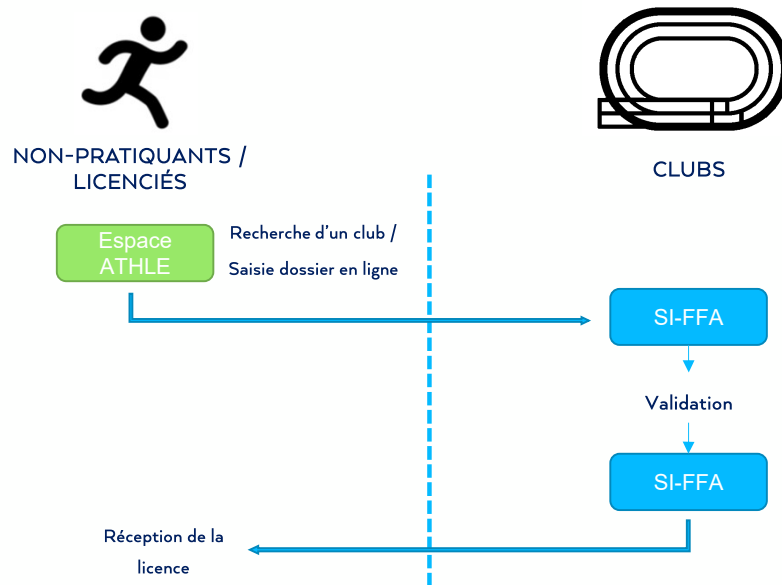 NON-PRATIQUANTS /
LICENCIÉS
CLUBS
Espace
ATHLE
Recherche d'un club /
Saisie dossier en ligne
SI-FFA
Validation
SI-FFA
Réception de la
licence